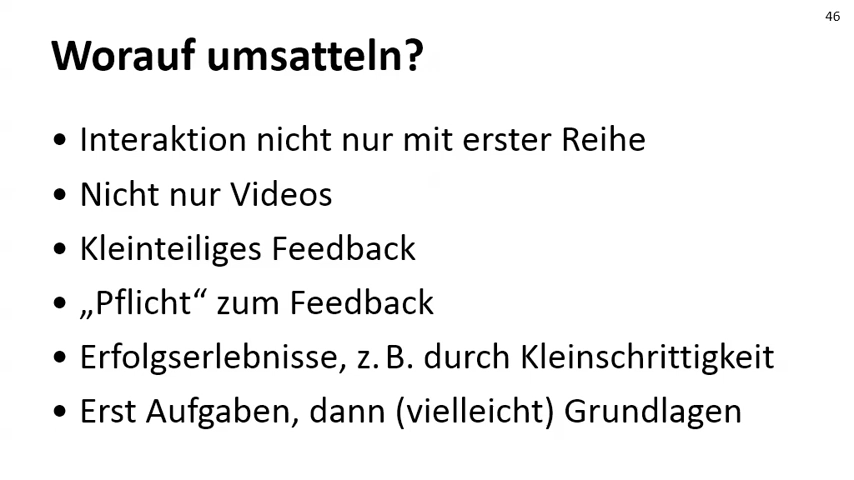 46
Worauf umsatteln?
• Interaktion nicht nur mit erster Reihe
• Nicht nur Videos
• Kleinteiliges Feedback
• „Pflicht“ zum Feedback
• Erfolgserlebnisse, z. B. durch Kleinschrittigkeit
• Erst Aufgaben, dann (vielleicht) Grundlagen